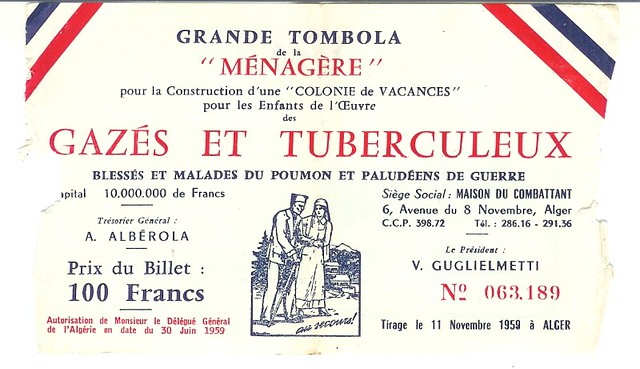 GRANDE TOMBOLA
de la
"MÉNAGÈRE"
pour la Construction d'une "COLONIE de VACANCES"
pour les Enfants de l'Œuvre
des
GAZÉS ET TUBERCULEUX
BLESSÉS ET MALADES DU POUMON ET PALUDÉENS DE GUERRE
apital 10.000.000 de Francs
Trésorier Général :
A. ALBÉROLA
Prix du Billet :
100 Francs
Autorisation de Monsieur le Délégué Général
de l'Algérie en date du 30 Juin 1959
au secours!
Siège Social : MAISON DU COMBATTANT
6, Avenue du 8 Novembre, Alger
C.C.P. 398.72 Tél. : 286.16 - 291.36
Le Président :
V. GUGLIELMETTI
Nº 063.189
Tirage le 11 Novembre 1959 à ALGER